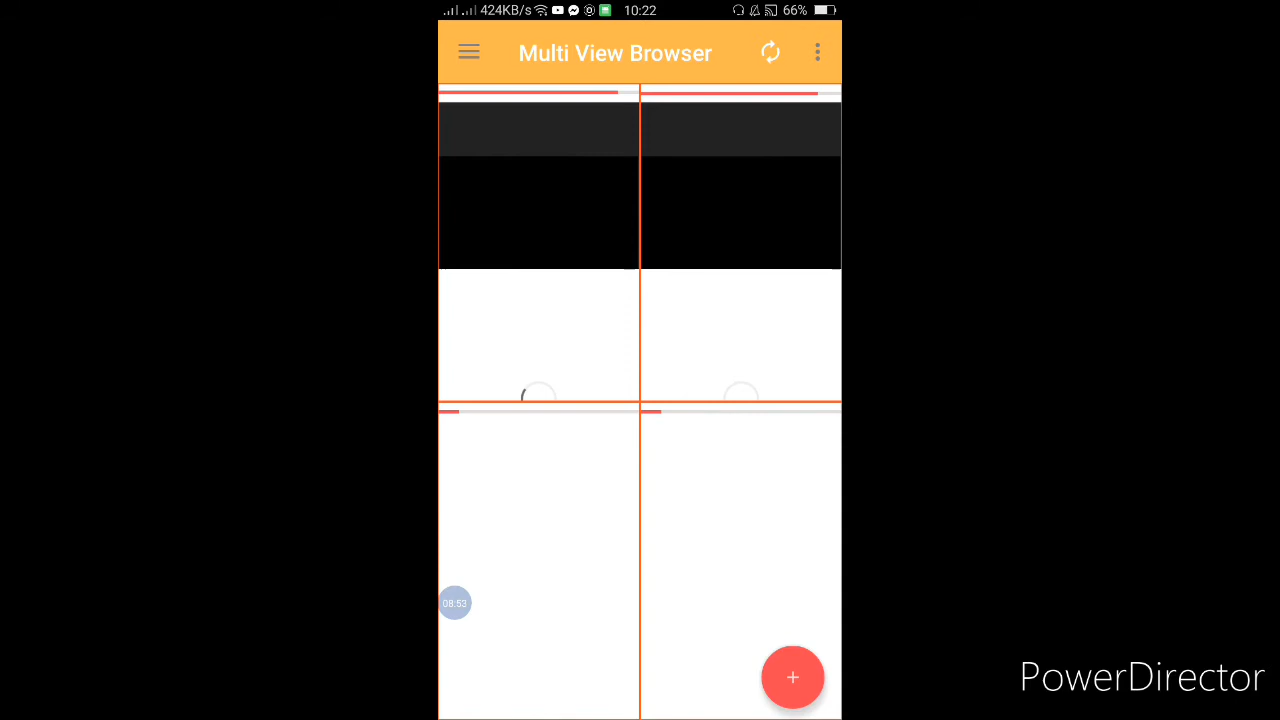 424KB/s 10:22 66%
Multi View Browser
08:53
+
PowerDirector